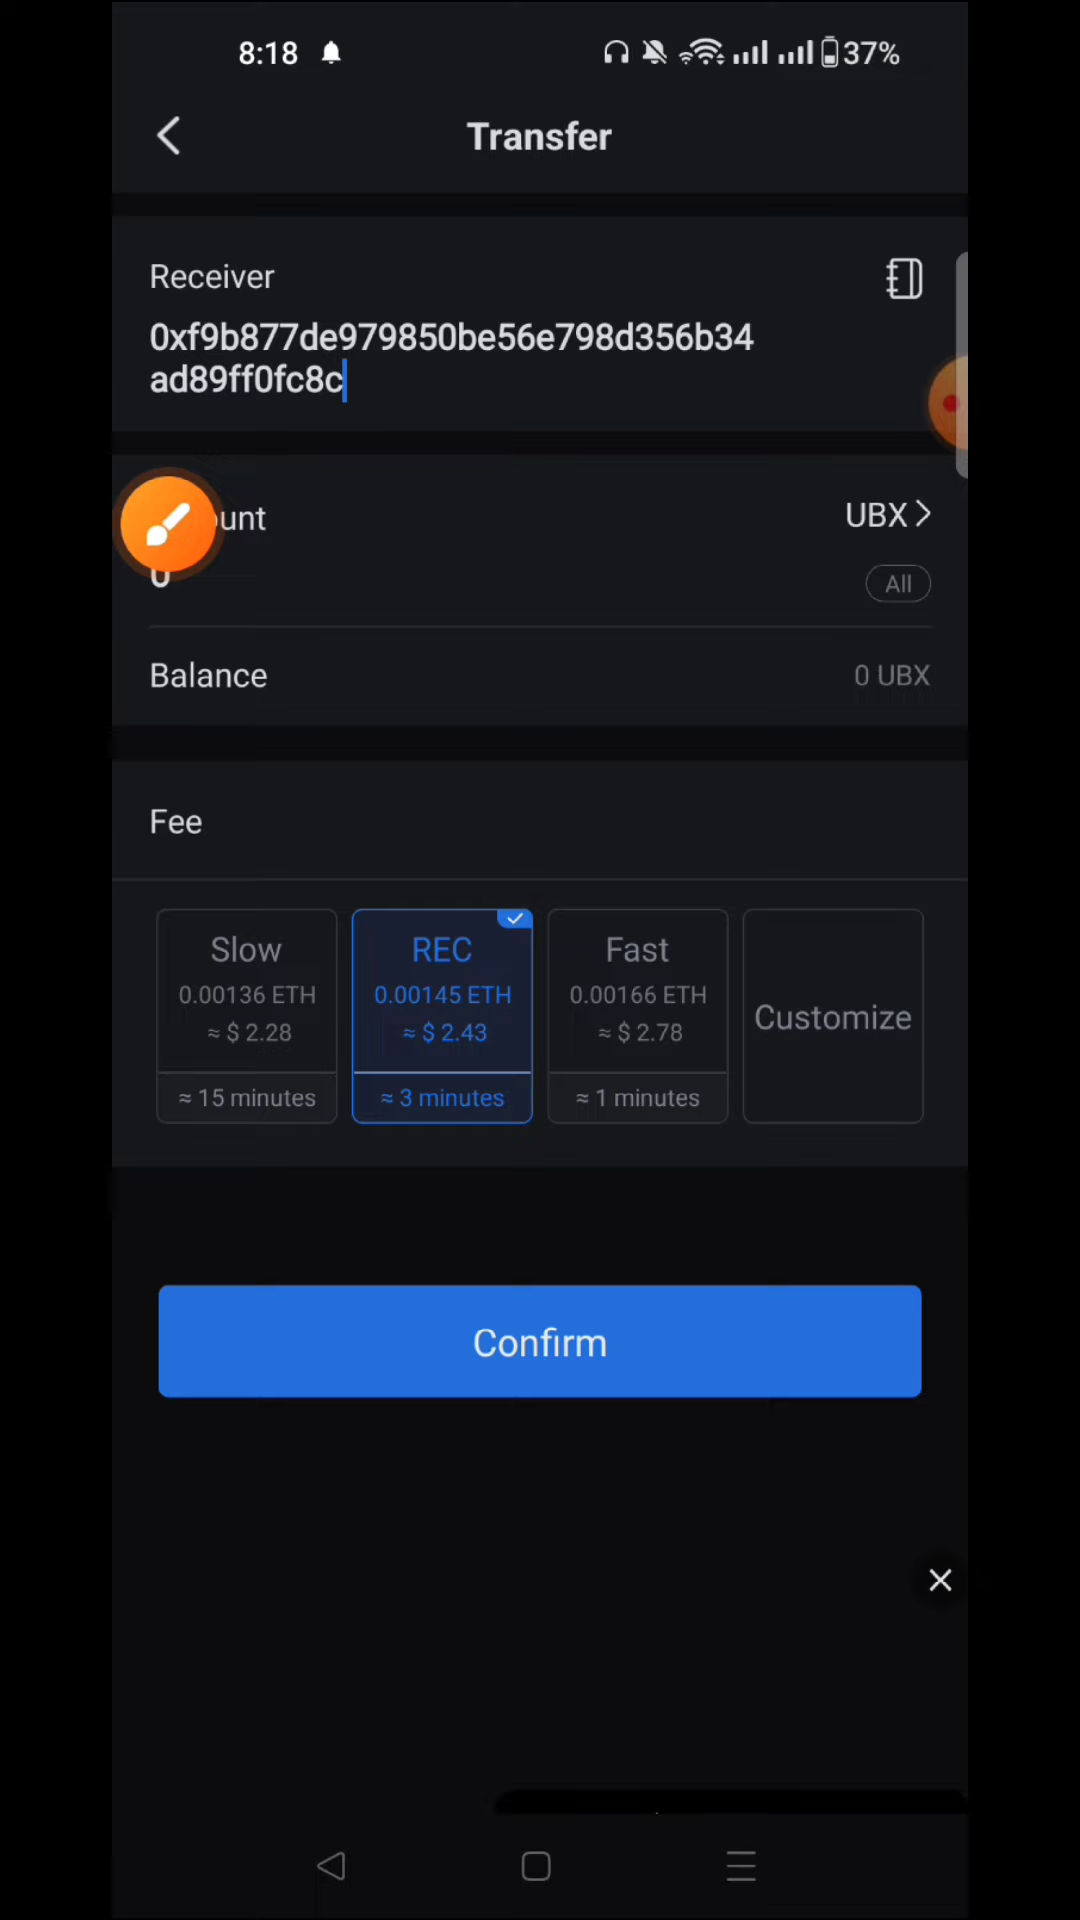 8:18
37%
Transfer
Receiver
0xf9b877de979850be56e798d356b34
ad89ff0fc8c
unt
UBX
0
All
Balance
0 UBX
Fee
Slow
0.00136 ETH
≈ $ 2.28
≈ 15 minutes
REC
0.00145 ETH
≈ $ 2.43
≈ 3 minutes
Fast
0.00166 ETH
≈ $ 2.78
≈ 1 minutes
Customize
Confirm